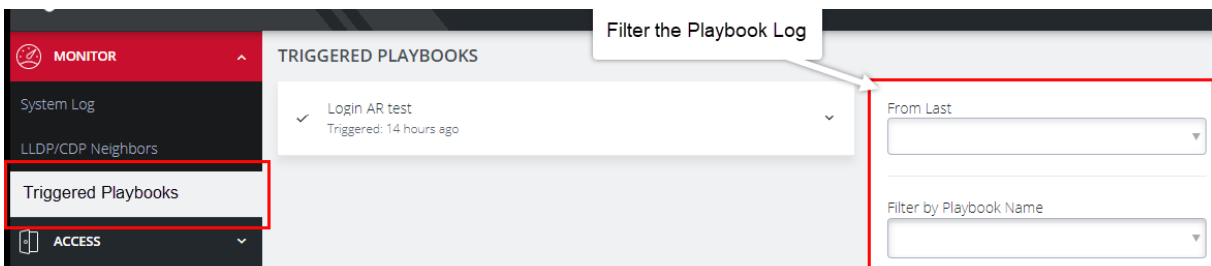 Filter the Playbook Log
MONITOR
TRIGGERED PLAYBOOKS
System Log
LLDP/CDP Neighbors
Triggered Playbooks
ACCESS
Login AR test
Triggered: 14 hours ago
From Last
Filter by Playbook Name